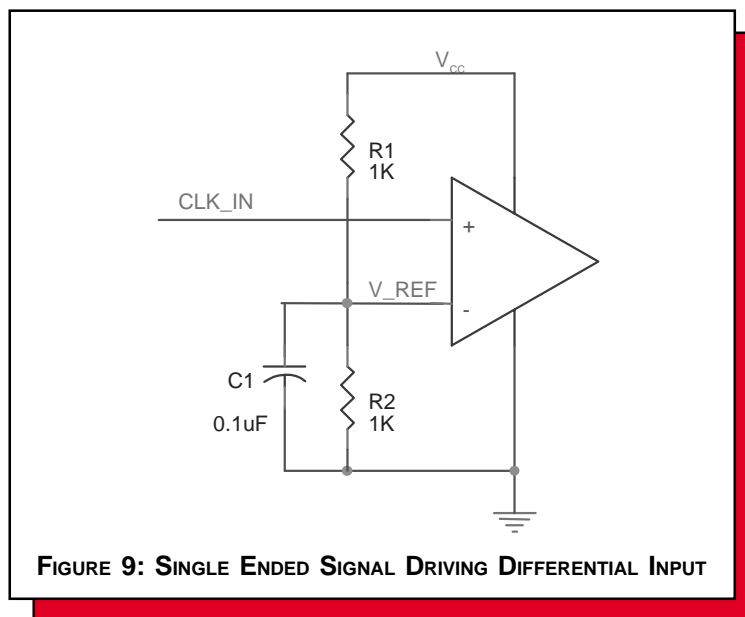 Vcc
R1
1K
CLK_IN
+
V_REF
-
C1
0.1uF
R2
1K
FIGURE 9: SINGLE ENDED SIGNAL DRIVING DIFFERENTIAL INPUT